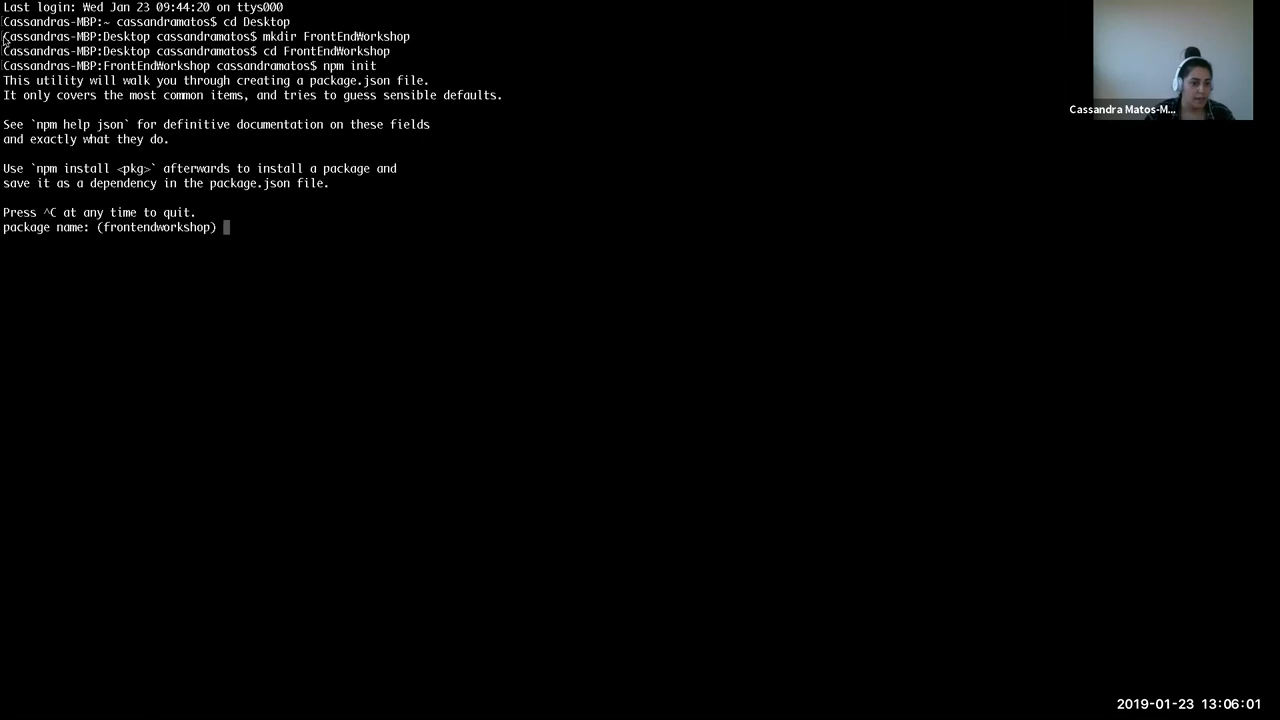 Last login: Wed Jan 23 09:44:20 on ttys000
Cassandras-MBP:~ cassandramatos$ cd Desktop
Cassandras-MBP:Desktop cassandramatos$ mkdir FrontEndWorkshop
Cassandras-MBP:Desktop cassandramatos$ cd FrontEndWorkshop
Cassandras-MBP:FrontEndWorkshop cassandramatos$ npm init
This utility will walk you through creating a package.json file.
It only covers the most common items, and tries to guess sensible defaults.
See `npm help json` for definitive documentation on these fields
and exactly what they do.
Use `npm install <pkg>` afterwards to install a package and
save it as a dependency in the package.json file.
Press ^C at any time to quit.
package name: (frontendworkshop)
Cassandra Matos-M...
2019-01-23 13:06:01